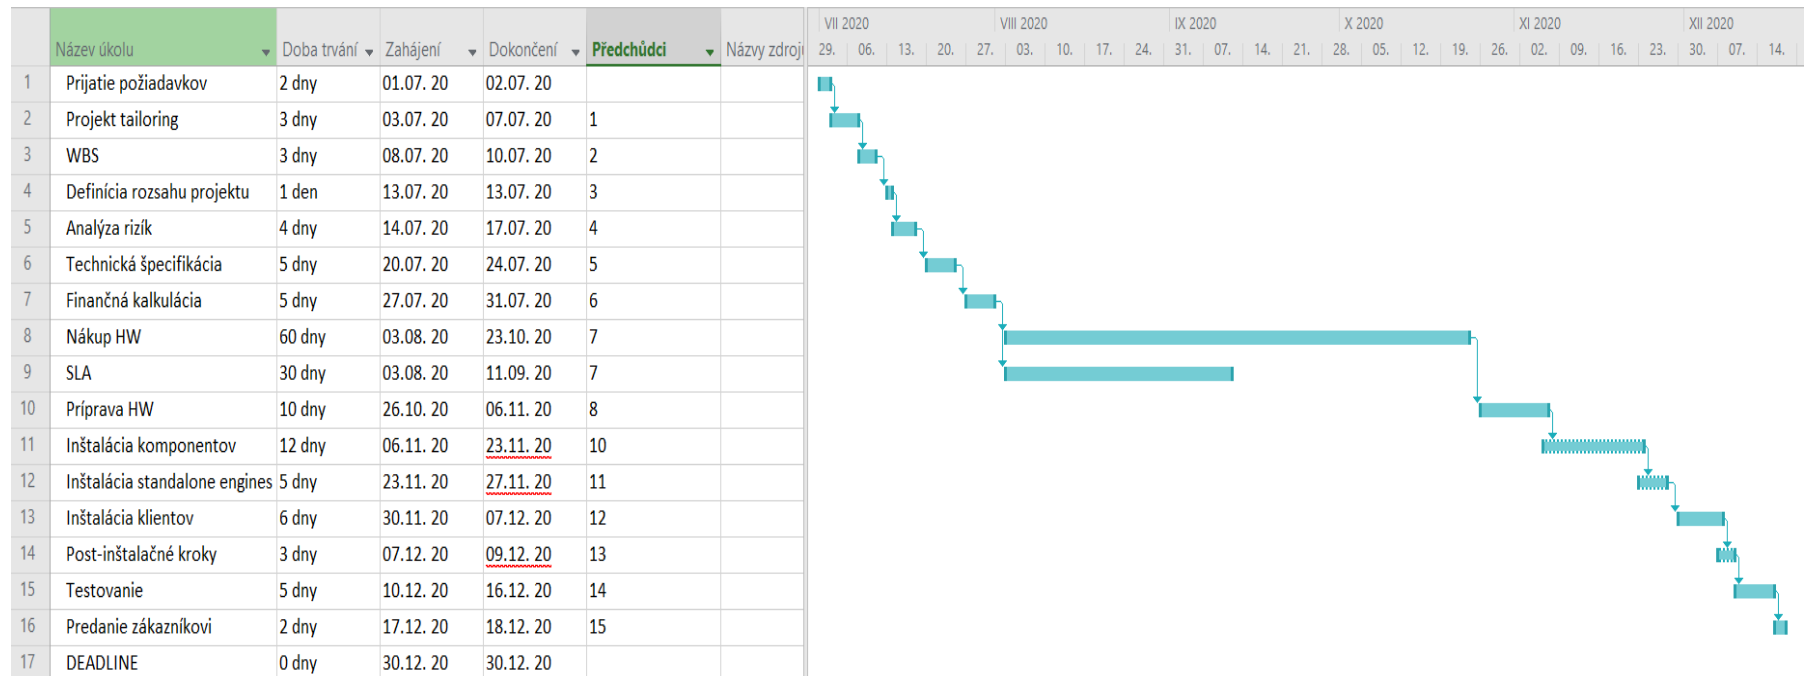 VII 2020 VIII 2020 IX 2020 X 2020 XI 2020 XII 2020
Název úkolu Doba trvání Zahájení Dokončení Předchůdci Názvy zdrojů 29. 06. 13. 20. 27. 03. 10. 17. 24. 31. 07. 14. 21. 28. 05. 12. 19. 26. 02. 09. 16. 23. 30. 07. 14.
1 Prijatie požiadavkov 2 dny 01.07. 20 02.07. 20
2 Projekt tailoring 3 dny 03.07. 20 07.07. 20 1
3 WBS 3 dny 08.07. 20 10.07. 20 2
4 Definícia rozsahu projektu 1 den 13.07. 20 13.07. 20 3
5 Analýza rizík 4 dny 14.07. 20 17.07. 20 4
6 Technická špecifikácia 5 dny 20.07. 20 24.07. 20 5
7 Finančná kalkulácia 5 dny 27.07. 20 31.07. 20 6
8 Nákup HW 60 dny 03.08. 20 23.10. 20 7
9 SLA 30 dny 03.08. 20 11.09. 20 7
10 Príprava HW 10 dny 26.10. 20 06.11. 20 8
11 Inštalácia komponentov 12 dny 06.11. 20 23.11. 20 10
12 Inštalácia standalone engines 5 dny 23.11. 20 27.11. 20 11
13 Inštalácia klientov 6 dny 30.11. 20 07.12. 20 12
14 Post-inštalačné kroky 3 dny 07.12. 20 09.12. 20 13
15 Testovanie 5 dny 10.12. 20 16.12. 20 14
16 Predanie zákazníkovi 2 dny 17.12. 20 18.12. 20 15
17 DEADLINE 0 dny 30.12. 20 30.12. 20